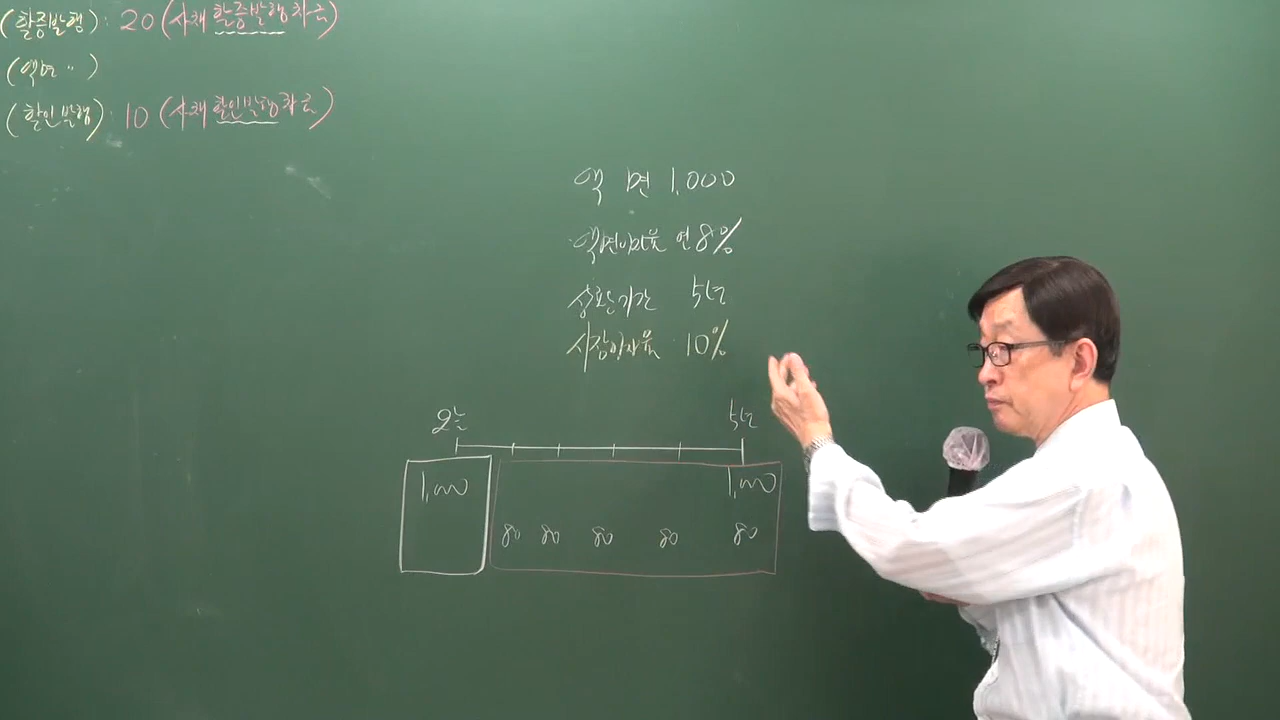 (할증발행): 20 (사채할증발행차금)
(액면 〃 )
(할인발행): 10 (사채할인발행차금)
액 면 1,000
액면이자율 연 8%
상환기간 5년
시장이자율 10%
오늘 5년
1,000 1,000
80 80 80 80 80